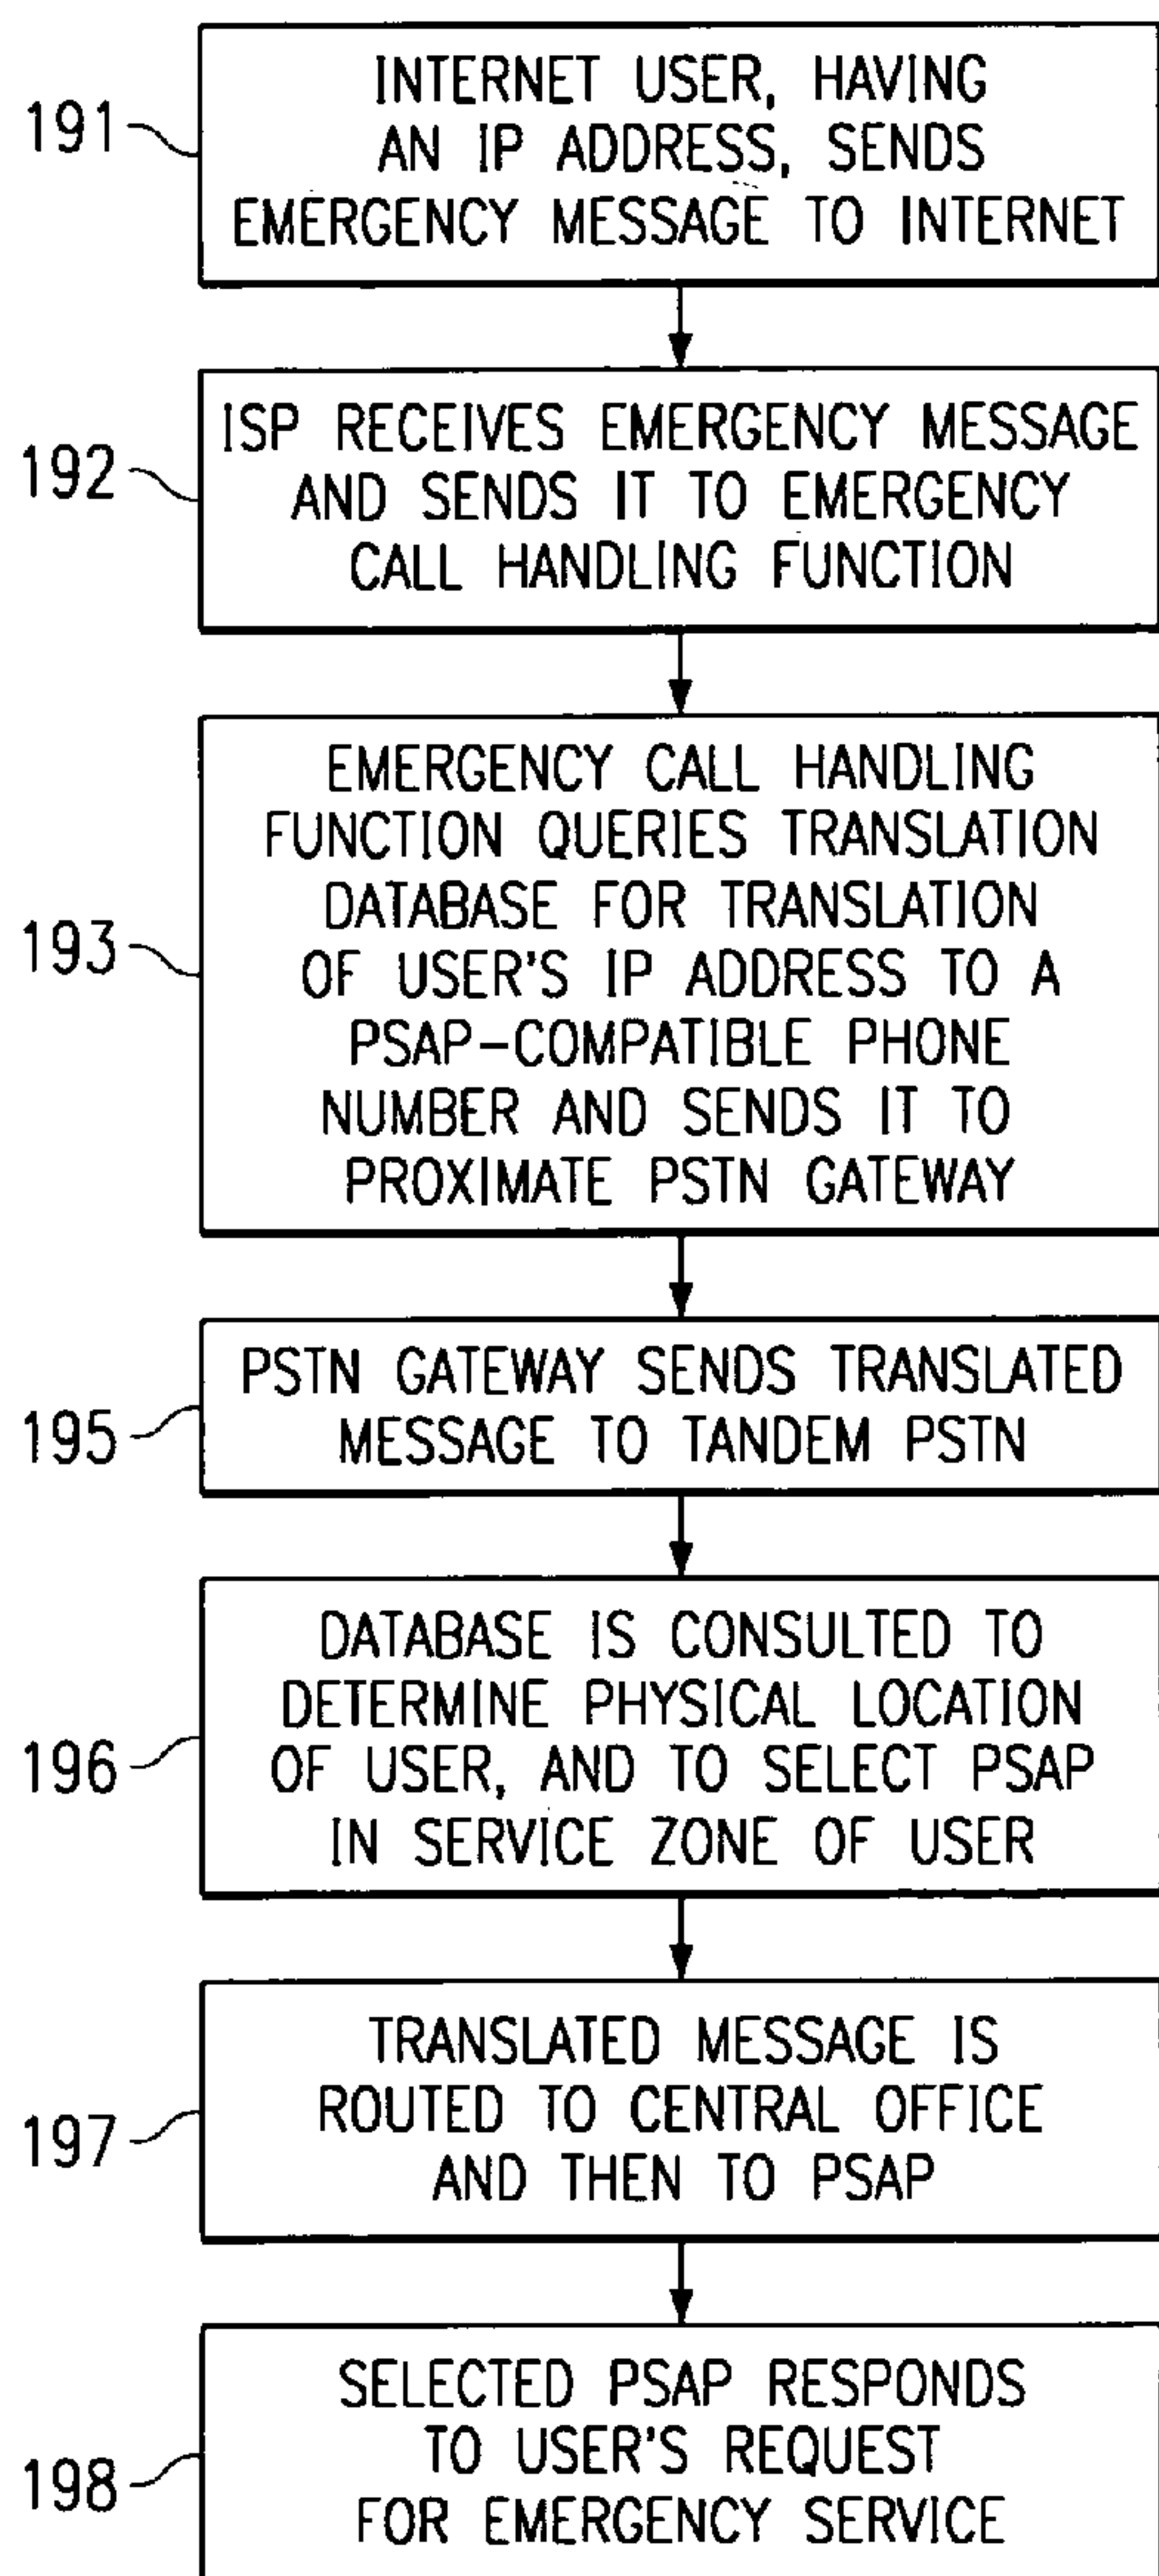 191
INTERNET USER, HAVING
AN IP ADDRESS, SENDS
EMERGENCY MESSAGE TO INTERNET
192
ISP RECEIVES EMERGENCY MESSAGE
AND SENDS IT TO EMERGENCY
CALL HANDLING FUNCTION
193
EMERGENCY CALL HANDLING
FUNCTION QUERIES TRANSLATION
DATABASE FOR TRANSLATION
OF USER'S IP ADDRESS TO A
PSAP-COMPATIBLE PHONE
NUMBER AND SENDS IT TO
PROXIMATE PSTN GATEWAY
195
PSTN GATEWAY SENDS TRANSLATED
MESSAGE TO TANDEM PSTN
196
DATABASE IS CONSULTED TO
DETERMINE PHYSICAL LOCATION
OF USER, AND TO SELECT PSAP
IN SERVICE ZONE OF USER
197
TRANSLATED MESSAGE IS
ROUTED TO CENTRAL OFFICE
AND THEN TO PSAP
198
SELECTED PSAP RESPONDS
TO USER'S REQUEST
FOR EMERGENCY SERVICE